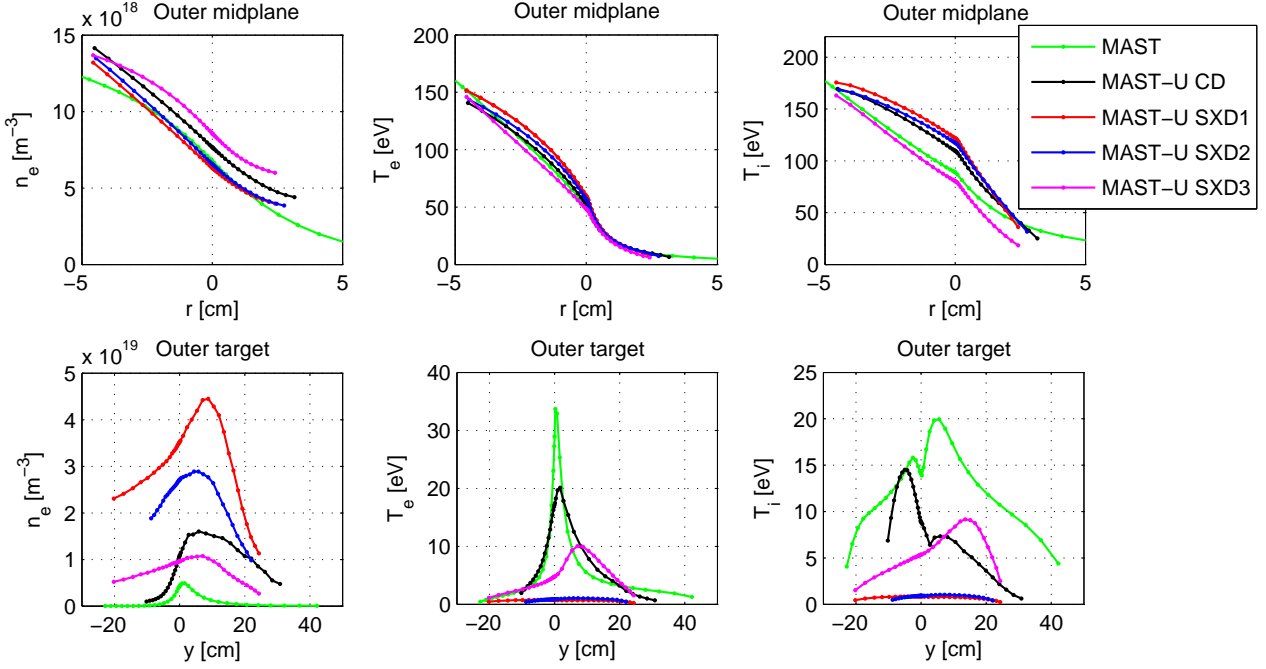 Outer midplane
x 10^18
n_e [m^−3]
15
10
5
0
−5 0 5
r [cm]
Outer midplane
T_e [eV]
200
150
100
50
0
−5 0 5
r [cm]
Outer midplane
T_i [eV]
200
150
100
50
0
−5 0 5
r [cm]
MAST
MAST−U CD
MAST−U SXD1
MAST−U SXD2
MAST−U SXD3
Outer target
x 10^19
n_e [m^−3]
5
4
3
2
1
0
−20 0 20 40
y [cm]
Outer target
T_e [eV]
40
30
20
10
0
−20 0 20 40
y [cm]
Outer target
T_i [eV]
25
20
15
10
5
0
−20 0 20 40
y [cm]